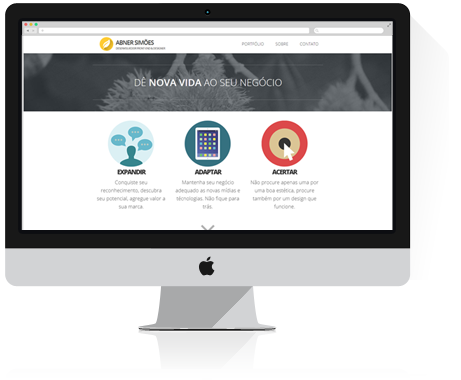 ABNER SIMÕES
PORTFÓLIO SOBRE CONTATO
DÊ NOVA VIDA AO SEU NEGÓCIO
EXPANDIR
Conquiste seu
reconhecimento, descubra
seu potencial, agregue valor a
sua marca.
ADAPTAR
Mantenha seu negócio
adequado as novas mídias e
tecnologias. Não fique para
trás.
ACERTAR
Não procure apenas uma por
uma boa estética, procure
também por um design que
funcione.